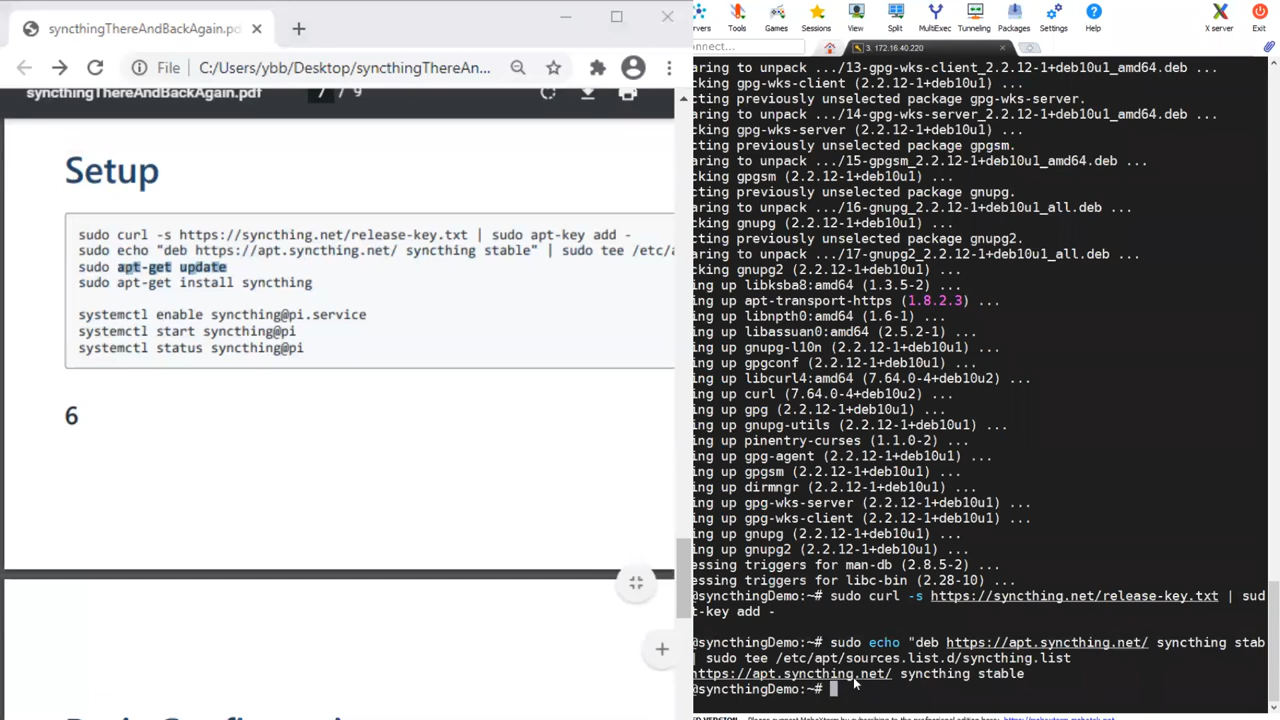 syncthingThereAndBackAgain.pdf
File C:/Users/ybb/Desktop/syncthingThereAn...
syncthingThereAndBackAgain.pdf 7 / 9
Setup
sudo curl -s https://syncthing.net/release-key.txt | sudo apt-key add -
sudo echo "deb https://apt.syncthing.net/ syncthing stable" | sudo tee /etc/a
sudo apt-get update
sudo apt-get install syncthing
systemctl enable syncthing@pi.service
systemctl start syncthing@pi
systemctl status syncthing@pi
6
rvers Tools Games Sessions View Split MultiExec Tunneling Packages Settings Help X server Exit
nnect...
3. 172.16.40.220
aring to unpack .../13-gpg-wks-client_2.2.12-1+deb10u1_amd64.deb ...
cking gpg-wks-client (2.2.12-1+deb10u1) ...
cting previously unselected package gpg-wks-server.
aring to unpack .../14-gpg-wks-server_2.2.12-1+deb10u1_amd64.deb ...
cking gpg-wks-server (2.2.12-1+deb10u1) ...
cting previously unselected package gpgsm.
aring to unpack .../15-gpgsm_2.2.12-1+deb10u1_amd64.deb ...
cking gpgsm (2.2.12-1+deb10u1) ...
cting previously unselected package gnupg.
aring to unpack .../16-gnupg_2.2.12-1+deb10u1_all.deb ...
cking gnupg (2.2.12-1+deb10u1) ...
cting previously unselected package gnupg2.
aring to unpack .../17-gnupg2_2.2.12-1+deb10u1_all.deb ...
cking gnupg2 (2.2.12-1+deb10u1) ...
ing up libksba8:amd64 (1.3.5-2) ...
ing up apt-transport-https (1.8.2.3) ...
ing up libnpth0:amd64 (1.6-1) ...
ing up libassuan0:amd64 (2.5.2-1) ...
ing up gnupg-l10n (2.2.12-1+deb10u1) ...
ing up gpgconf (2.2.12-1+deb10u1) ...
ing up libcurl4:amd64 (7.64.0-4+deb10u2) ...
ing up curl (7.64.0-4+deb10u2) ...
ing up gpg (2.2.12-1+deb10u1) ...
ing up gnupg-utils (2.2.12-1+deb10u1) ...
ing up pinentry-curses (1.1.0-2) ...
ing up gpg-agent (2.2.12-1+deb10u1) ...
ing up gpgsm (2.2.12-1+deb10u1) ...
ing up dirmngr (2.2.12-1+deb10u1) ...
ing up gpg-wks-server (2.2.12-1+deb10u1) ...
ing up gpg-wks-client (2.2.12-1+deb10u1) ...
ing up gnupg (2.2.12-1+deb10u1) ...
ing up gnupg2 (2.2.12-1+deb10u1) ...
essing triggers for man-db (2.8.5-2) ...
essing triggers for libc-bin (2.28-10) ...
@syncthingDemo:~# sudo curl -s https://syncthing.net/release-key.txt | sud
t-key add -
@syncthingDemo:~# sudo echo "deb https://apt.syncthing.net/ syncthing stab
| sudo tee /etc/apt/sources.list.d/syncthing.list
https://apt.syncthing.net/ syncthing stable
@syncthingDemo:~#